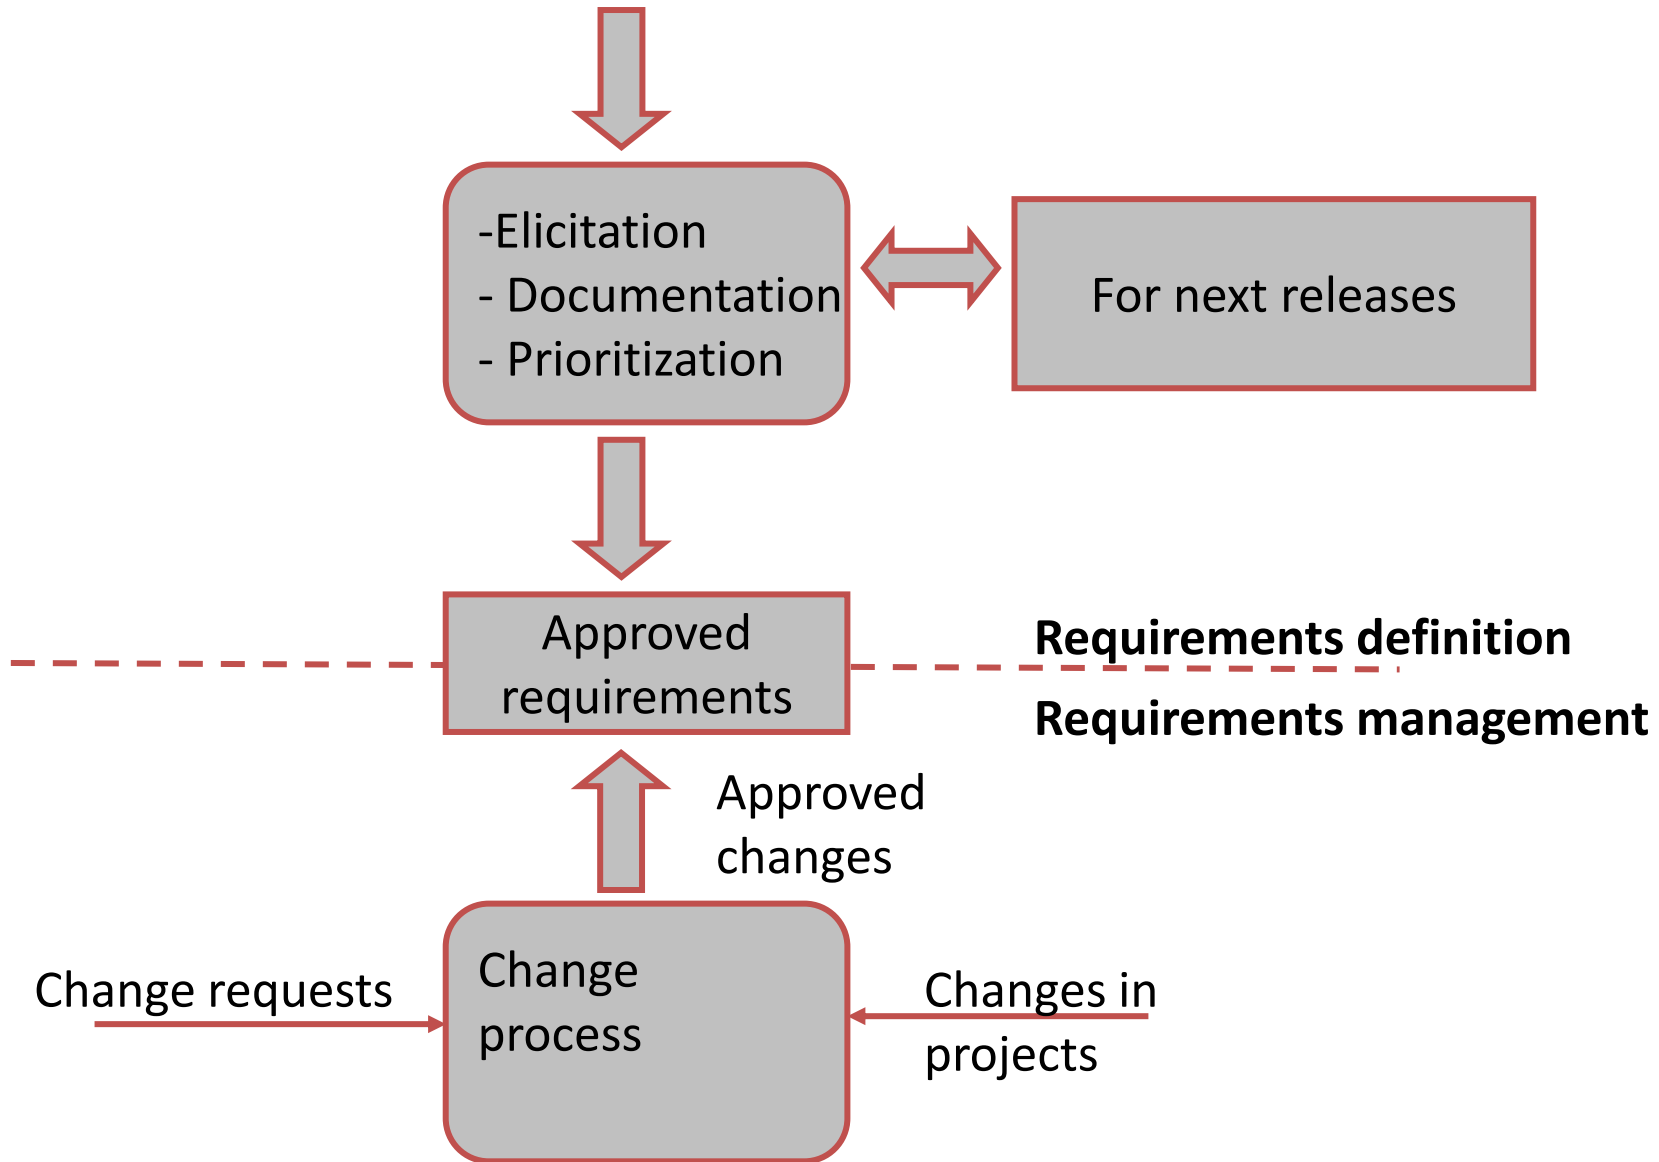 -Elicitation
- Documentation
- Prioritization
For next releases
Approved
requirements
Requirements definition
Requirements management
Approved
changes
Change requests
Change
process
Changes in
projects